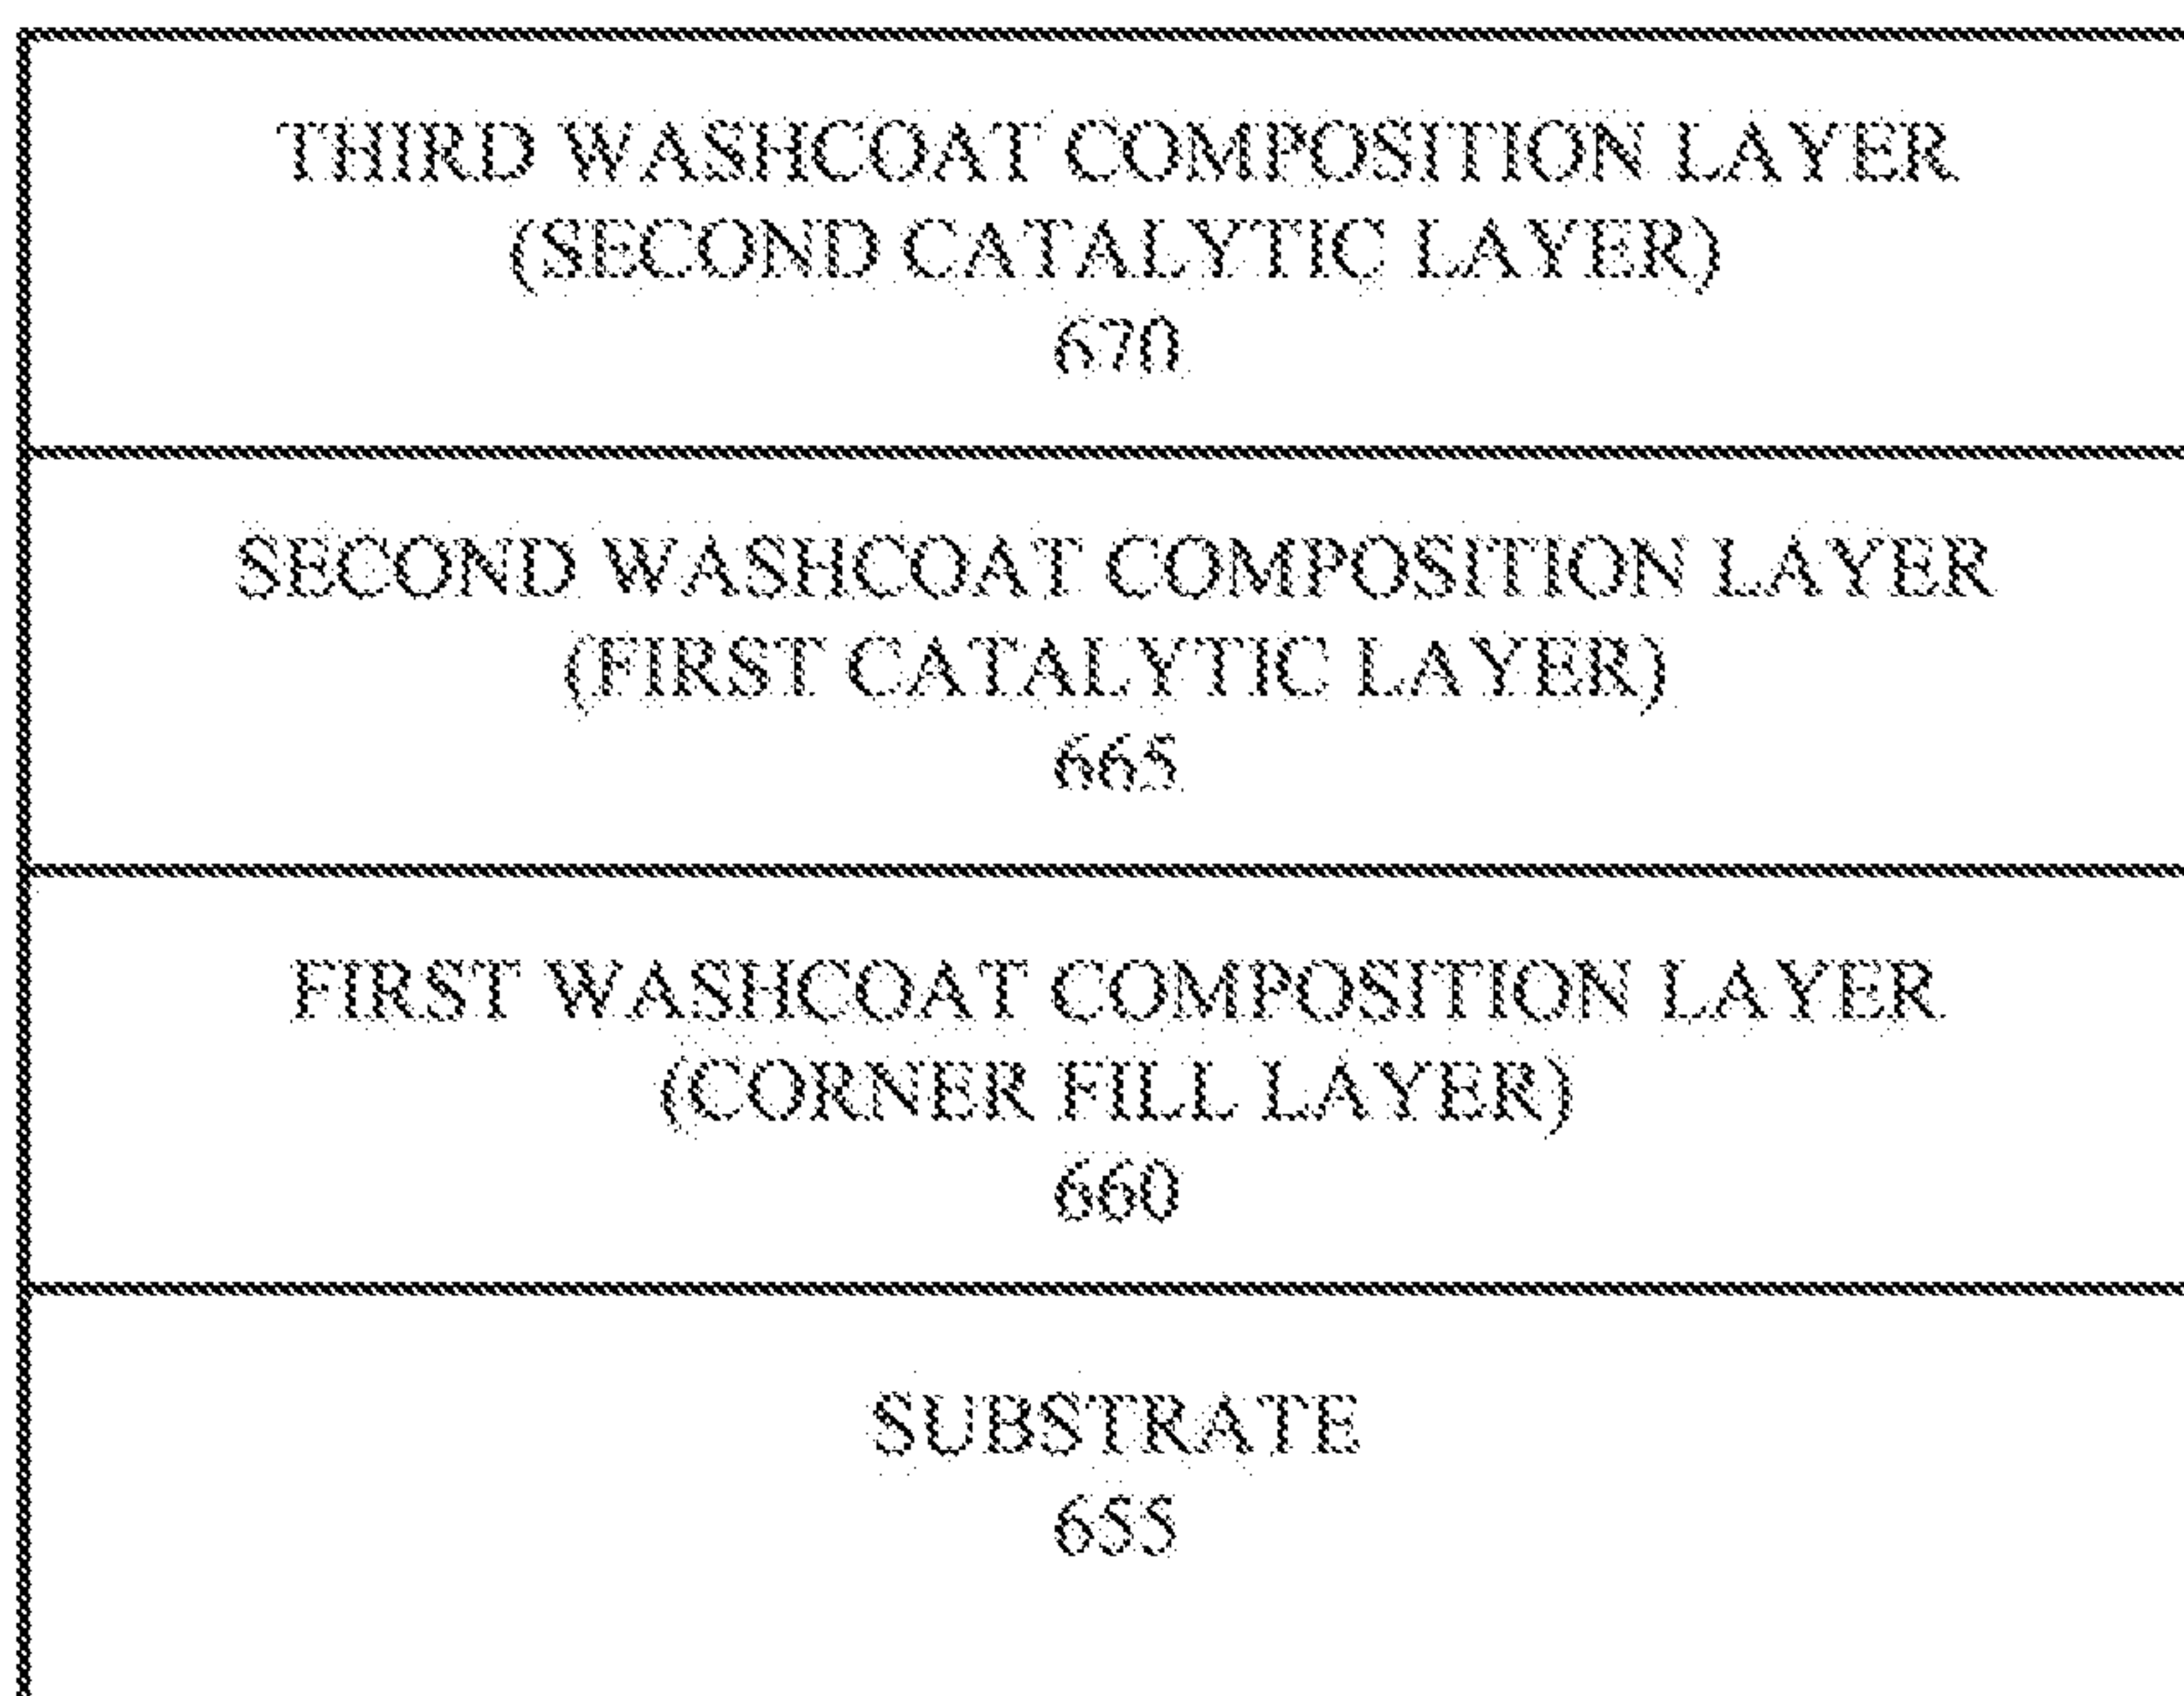 THIRD WASHCOAT COMPOSITION LAYER
(SECOND CATALYTIC LAYER)
670
SECOND WASHCOAT COMPOSITION LAYER
(FIRST CATALYTIC LAYER)
665
FIRST WASHCOAT COMPOSITION LAYER
(CORNER FILL LAYER)
660
SUBSTRATE
655